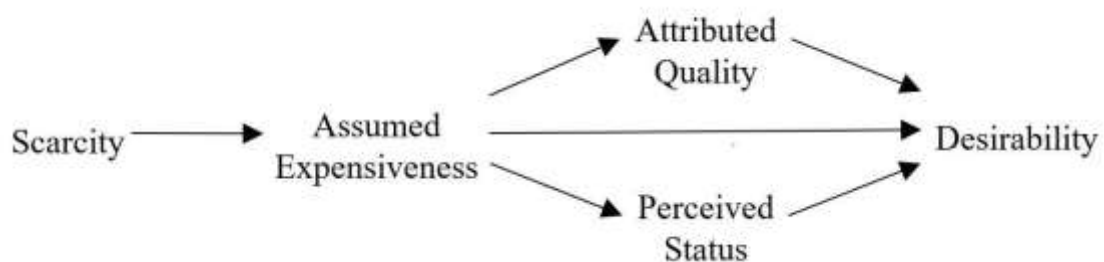 Scarcity
Assumed
Expensiveness
Attributed
Quality
Perceived
Status
Desirability